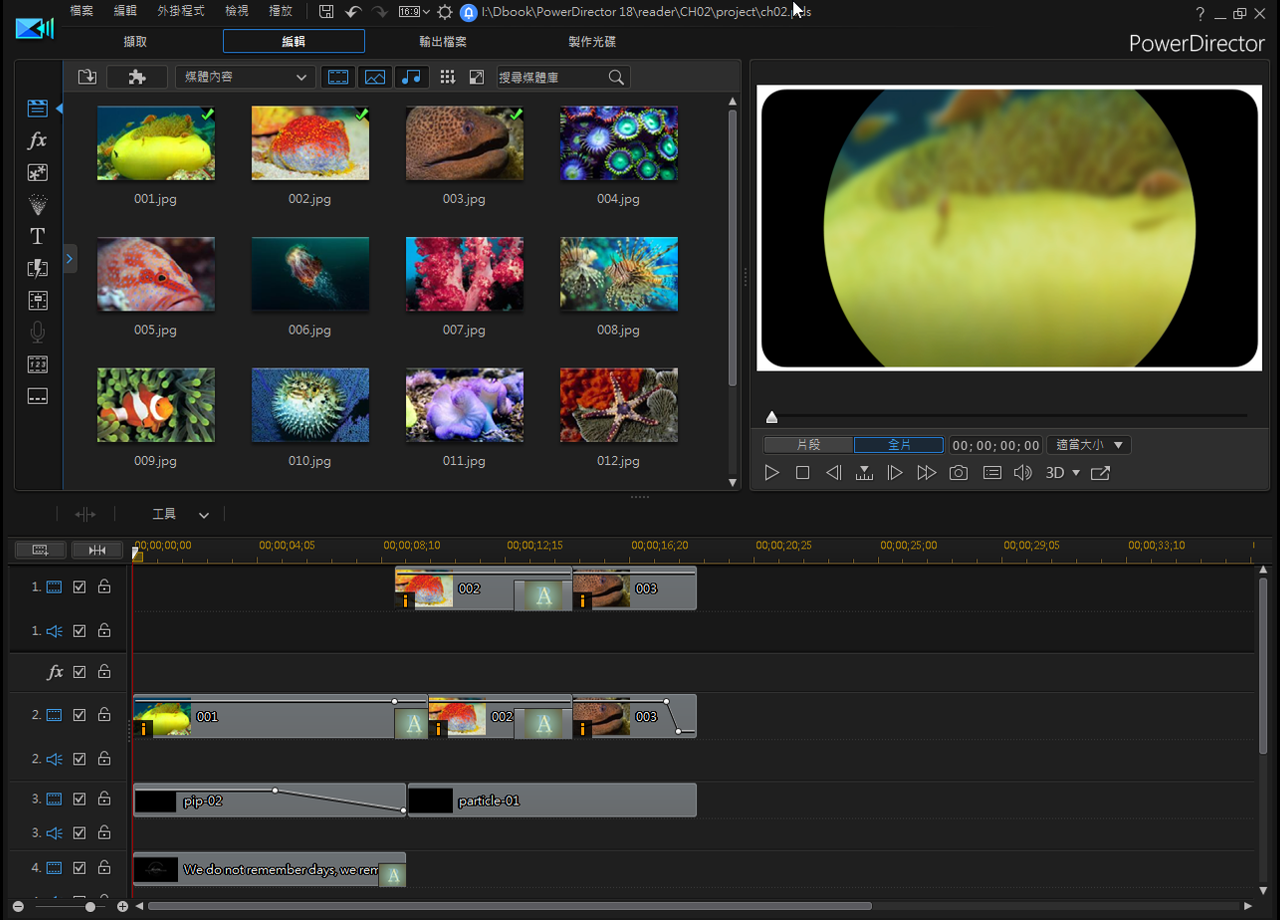 檔案 編輯 外掛程式 檢視 播放 16:9 I:\Dbook\PowerDirector 18\reader\CH02\project\ch02.pds ?
擷取 編輯 輸出檔案 製作光碟
PowerDirector
媒體內容 搜尋媒體庫
fx
T
001.jpg 002.jpg 003.jpg 004.jpg
005.jpg 006.jpg 007.jpg 008.jpg
009.jpg 010.jpg 011.jpg 012.jpg
片段 全片 00;00;00;00 適當大小
3D
工具
00;00;00;00 00;00;04;05 00;00;08;10 00;00;12;15 00;00;16;20 00;00;20;25 00;00;25;00 00;00;29;05 00;00;33;10
1. 002 A 003
1.
fx
2. 001 A 002 A 003
2.
3. pip-02 particle-01
3.
4. We do not remember days, we rem A